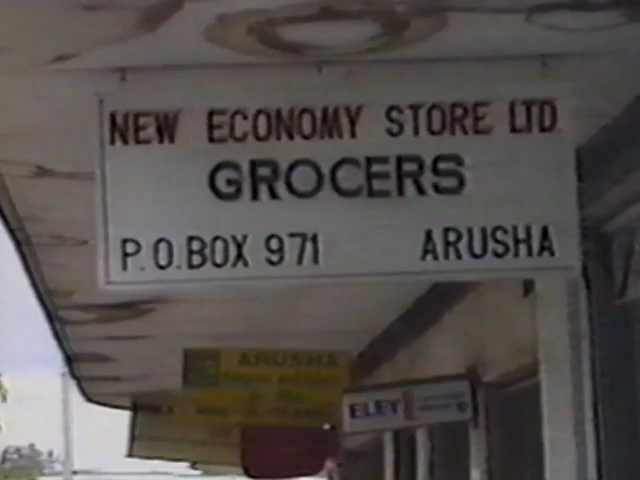 NEW ECONOMY STORE LTD.
GROCERS
P.O.BOX 971 ARUSHA
ARUSHA
ELEY